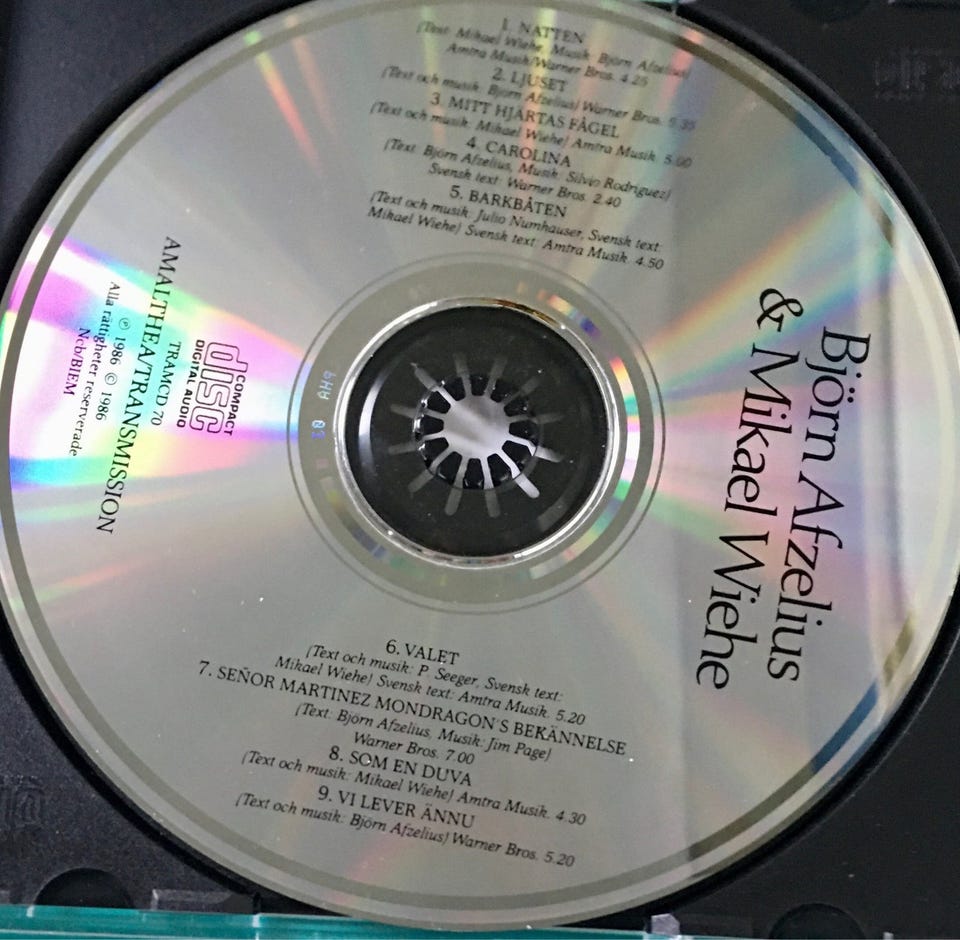 Björn Afzelius
& Mikael Wiehe
1. NATTEN
(Text: Mikael Wiehe, Musik: Björn Afzelius)
Amtra Musik/Warner Bros. 4.25
2. LJUSET
(Text och musik: Björn Afzelius) Warner Bros. 5.35
3. MITT HJÄRTAS FÅGEL
(Text och musik: Mikael Wiehe) Amtra Musik. 5.00
4. CAROLINA
(Text: Björn Afzelius, Musik: Silvio Rodriguez)
Svensk text: Warner Bros. 2.40
5. BARKBÅTEN
(Text och musik: Julio Numhauser, Svensk text:
Mikael Wiehe) Svensk text: Amtra Musik. 4.50
COMPACT
disc
DIGITAL AUDIO
TRAMCD 70
AMALTHEA/TRANSMISSION
℗ 1986 © 1986
Alla rättigheter reserverade
Ncb/BIEM
6. VALET
(Text och musik: P. Seeger, Svensk text:
Mikael Wiehe) Svensk text: Amtra Musik. 5.20
7. SEÑOR MARTINEZ MONDRAGON'S BEKÄNNELSE
(Text: Björn Afzelius, Musik: Jim Page)
Warner Bros. 7.00
8. SOM EN DUVA
(Text och musik: Mikael Wiehe) Amtra Musik. 4.30
9. VI LEVER ÄNNU
(Text och musik: Björn Afzelius) Warner Bros. 5.20